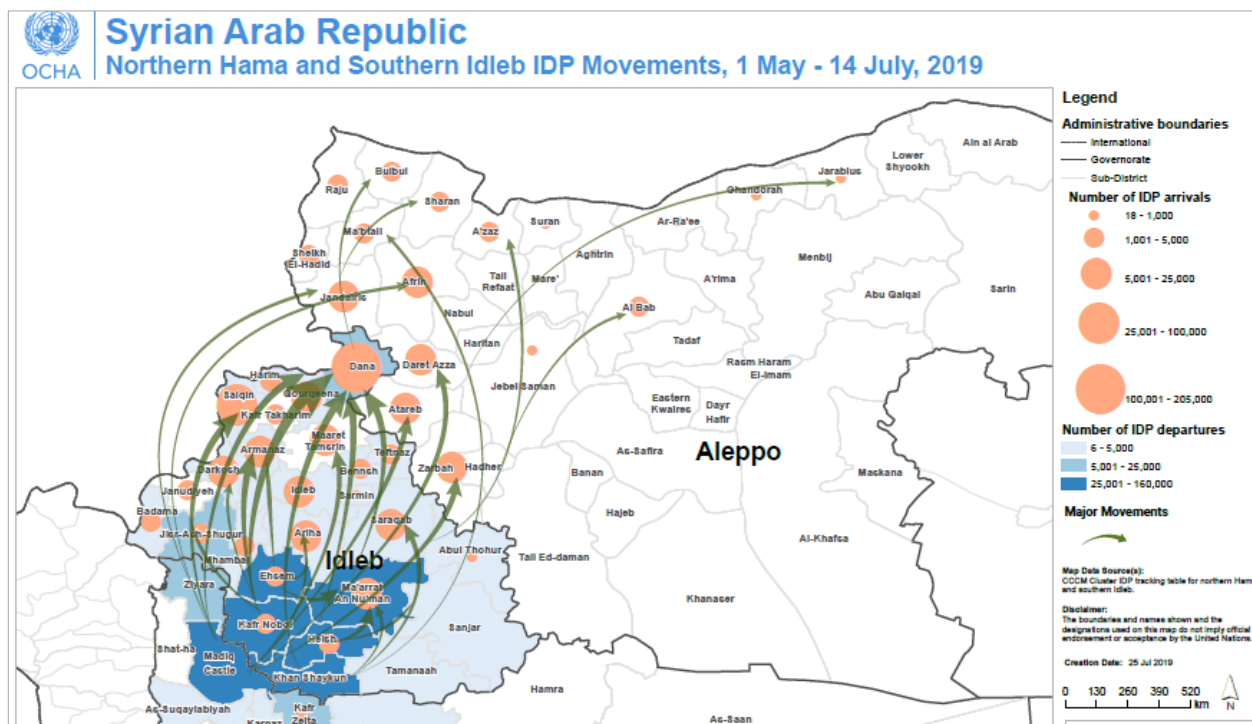 OCHA
Syrian Arab Republic
Northern Hama and Southern Idleb IDP Movements, 1 May - 14 July, 2019
Legend
Administrative boundaries
International
Governorate
Sub-District
Number of IDP arrivals
18 - 1,000
1,001 - 5,000
5,001 - 25,000
25,001 - 100,000
100,001 - 205,000
Number of IDP departures
6 - 5,000
5,001 - 25,000
25,001 - 160,000
Major Movements
Map Data Source(s):
CCCM Cluster IDP tracking table for northern Ham
and southern Idleb.
Disclaimer:
The boundaries and names shown and the
designations used on this map do not imply official
endorsement or acceptance by the United Nations.
Creation Date: 25 Jul 2019
0 130 260 390 520
km
N
Ain al Arab
Lower
Shyookh
Jarablus
Ghandorah
Bulbul
Raju
Sharan
Suran
Ar-Ra'ee
A'zaz
Ma'btali
Sheikh
El-Hadid
Aghtrin
Menbij
Tall
Refaat
Mare'
A'rima
Afrin
Jandairis
Abu Qalqal
Sarin
Nabul
Al Bab
Haritan
Tadaf
Dana
Daret Azza
Rasm Haram
El-Imam
Harim
Qourqeena
Jebel Saman
Salqin
Kafr Takharim
Atareb
Eastern
Kwaires
Dayr
Hafir
Maaret
Tamsrin
Armanaz
Teftnaz
As-Safira
Aleppo
Darkosh
Bennsh
Zarbah
Hadher
Banan
Maskana
Janudiyeh
Idleb
Sarmin
Badama
Hajeb
Jisr-Ash-Shugur
Ariha
Saraqab
Al-Khafsa
Mhambal
Idleb
Abul Thohur
Tall Ed-daman
Ehsem
Ziyara
Ma'arrat
An Nu'man
Khanaser
Kafr Nobol
Sanjar
Heish
Shat-ha
Madiq
Castle
Khan Shaykun
Tamanaah
Hamra
As-Suqaylabiyah
Kafr
Zeita
Karnaz
As-Saan